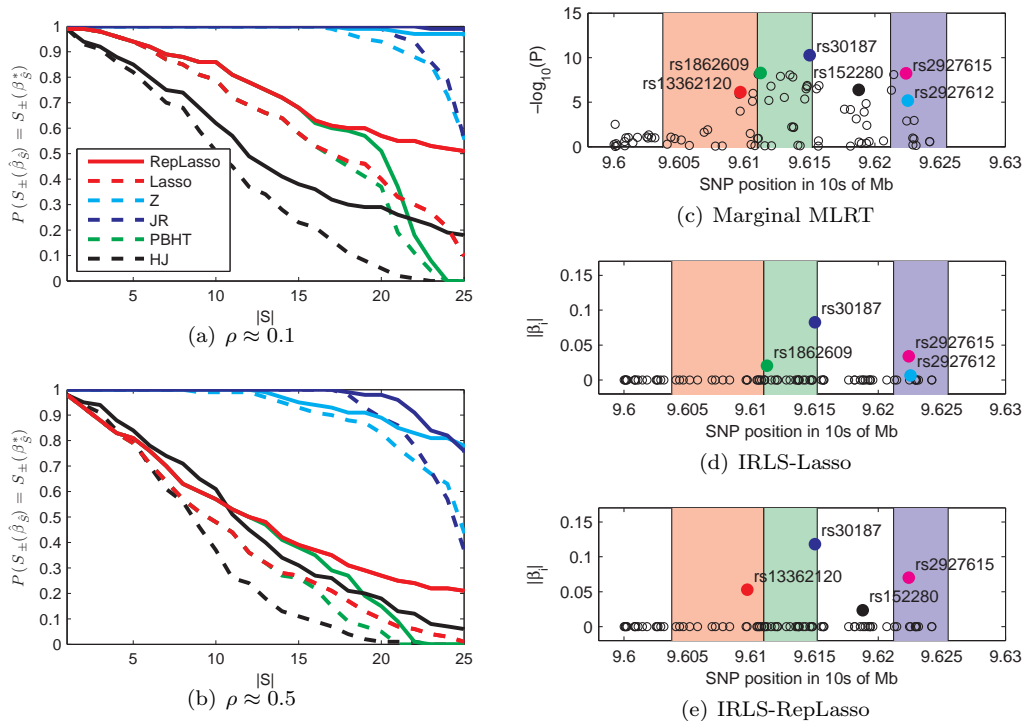 P(S±(β̂_Ŝ) = S±(β*_Ŝ)
1
0.9
0.8
0.7
0.6
0.5
0.4
0.3
0.2
0.1
0
RepLasso
Lasso
Z
JR
PBHT
HJ
5
10
15
20
25
|S|
(a) ρ ≈ 0.1
P(S±(β̂_Ŝ) = S±(β*_Ŝ)
1
0.9
0.8
0.7
0.6
0.5
0.4
0.3
0.2
0.1
0
5
10
15
20
25
|S|
(b) ρ ≈ 0.5
−log10(P)
15
10
5
0
rs30187
rs1862609
rs13362120
rs152280
rs2927615
rs2927612
9.6
9.605
9.61
9.615
9.62
9.625
9.63
SNP position in 10s of Mb
(c) Marginal MLRT
|βi|
0.15
0.1
0.05
0
rs30187
rs1862609
rs2927615
rs2927612
9.6
9.605
9.61
9.615
9.62
9.625
9.63
SNP position in 10s of Mb
(d) IRLS-Lasso
|βi|
0.15
0.1
0.05
0
rs30187
rs13362120
rs2927615
rs152280
9.6
9.605
9.61
9.615
9.62
9.625
9.63
SNP position in 10s of Mb
(e) IRLS-RepLasso